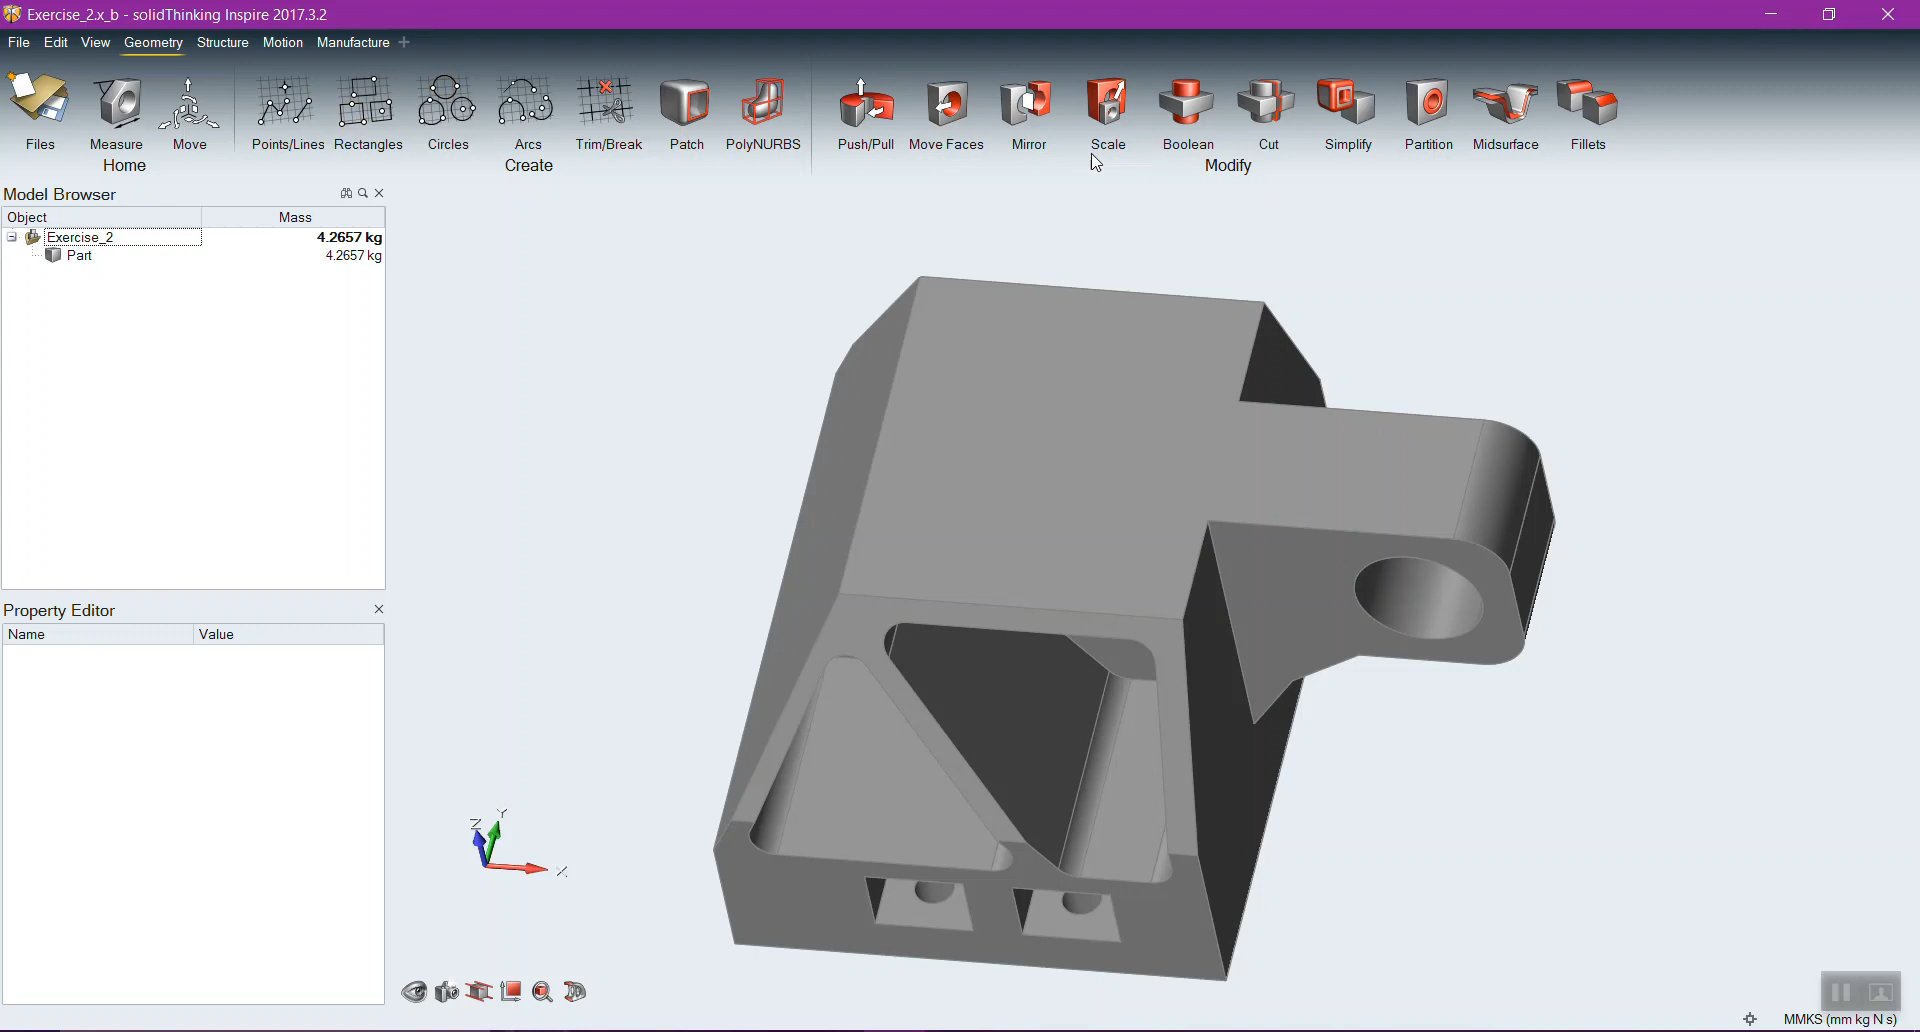 Exercise_2.x_b - solidThinking Inspire 2017.3.2
File Edit View Geometry Structure Motion Manufacture
Files Measure Move Points/Lines Rectangles Circles Arcs Trim/Break Patch PolyNURBS Push/Pull Move Faces Mirror Scale Boolean Cut Simplify Partition Midsurface Fillets
Home Create Modify
Model Browser
Object Mass
Exercise_2 4.2657 kg
Part 4.2657 kg
Property Editor
Name Value
Y
Z
X
MMKS (mm kg N s)